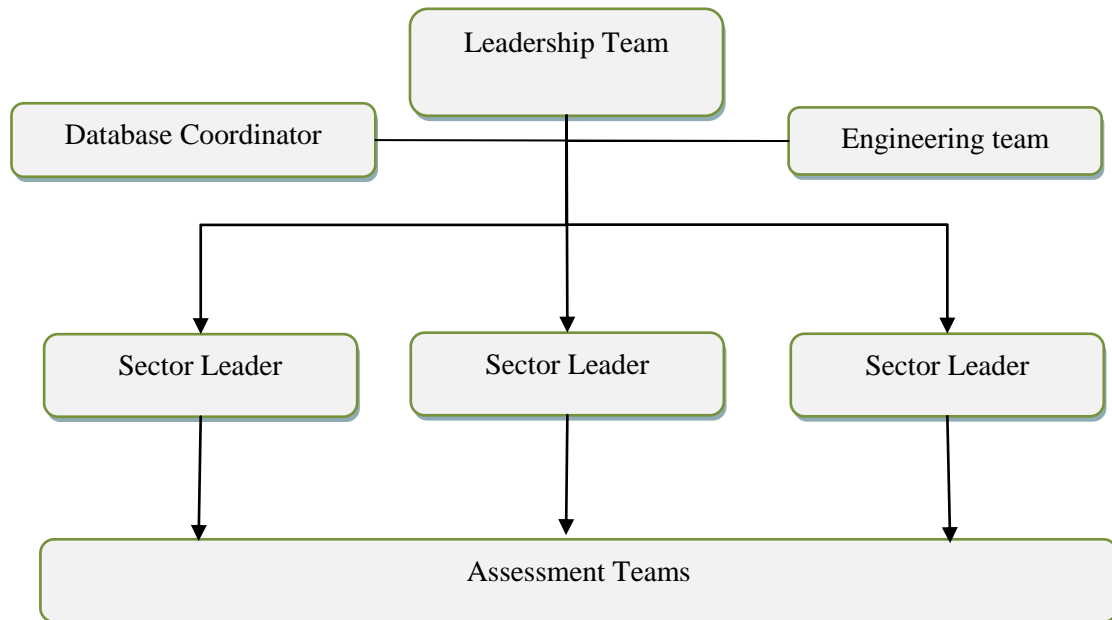 Leadership Team
Database Coordinator
Engineering team
Sector Leader
Sector Leader
Sector Leader
Assessment Teams